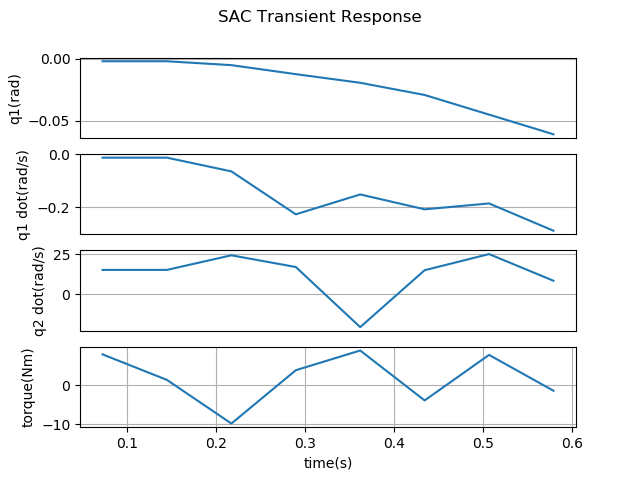 SAC Transient Response
0.00
−0.05
q1(rad)
0.0
−0.2
q1 dot(rad/s)
25
0
q2 dot(rad/s)
0
−10
torque(Nm)
0.1 0.2 0.3 0.4 0.5 0.6
time(s)